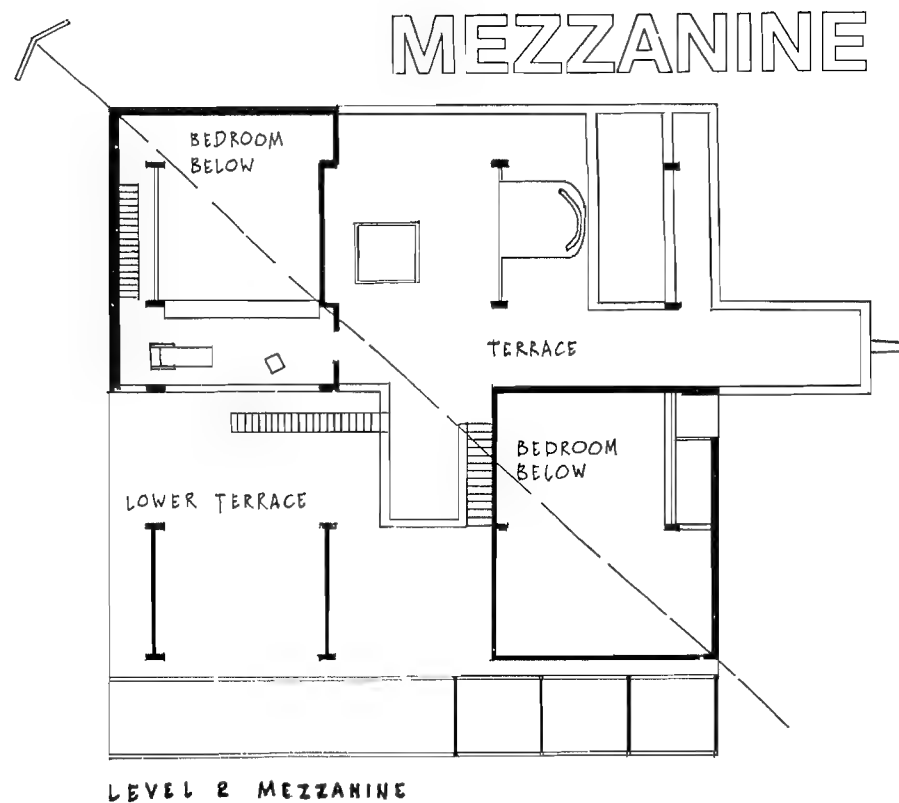 MEZZANINE
BEDROOM
BELOW
TERRACE
BEDROOM
BELOW
LOWER TERRACE
LEVEL 2 MEZZANINE